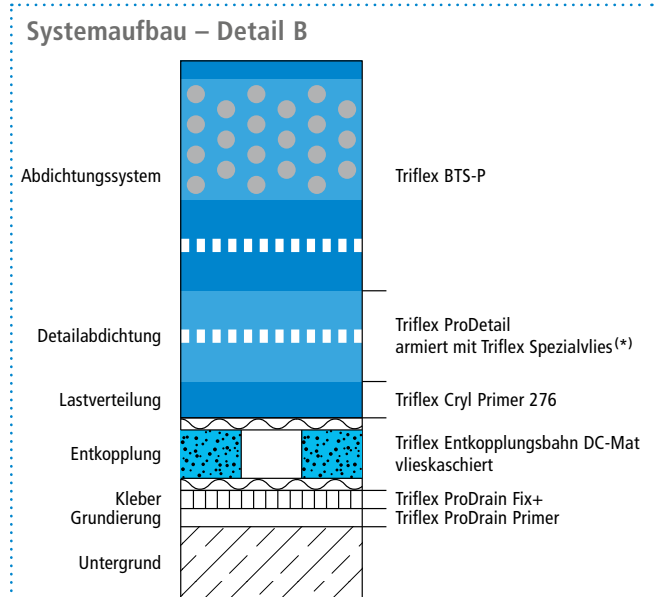 Systemaufbau – Detail B
Abdichtungssystem
Triflex BTS-P
Detailabdichtung
Triflex ProDetail
armiert mit Triflex Spezialvlies(*)
Lastverteilung
Triflex Cryl Primer 276
Entkopplung
Triflex Entkopplungsbahn DC-Mat
vlieskaschiert
Kleber
Triflex ProDrain Fix+
Grundierung
Triflex ProDrain Primer
Untergrund